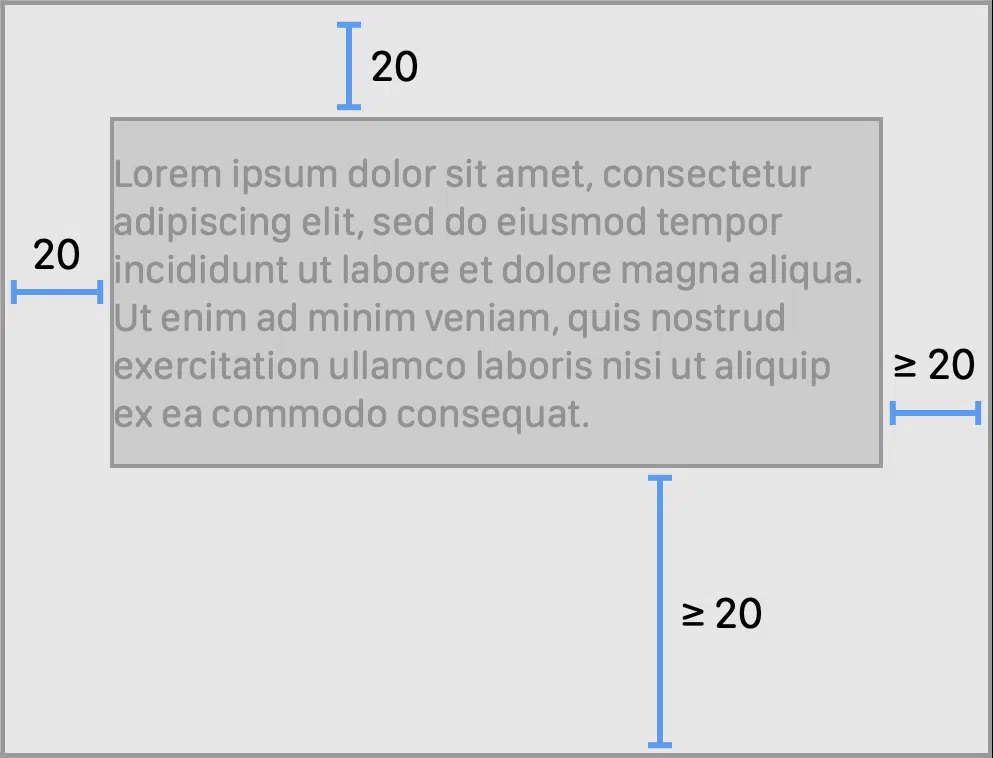 20
Lorem ipsum dolor sit amet, consectetur
adipiscing elit, sed do eiusmod tempor
20
incididunt ut labore et dolore magna aliqua.
Ut enim ad minim veniam, quis nostrud
exercitation ullamco laboris nisi ut aliquip
≥ 20
ex ea commodo consequat.
≥ 20